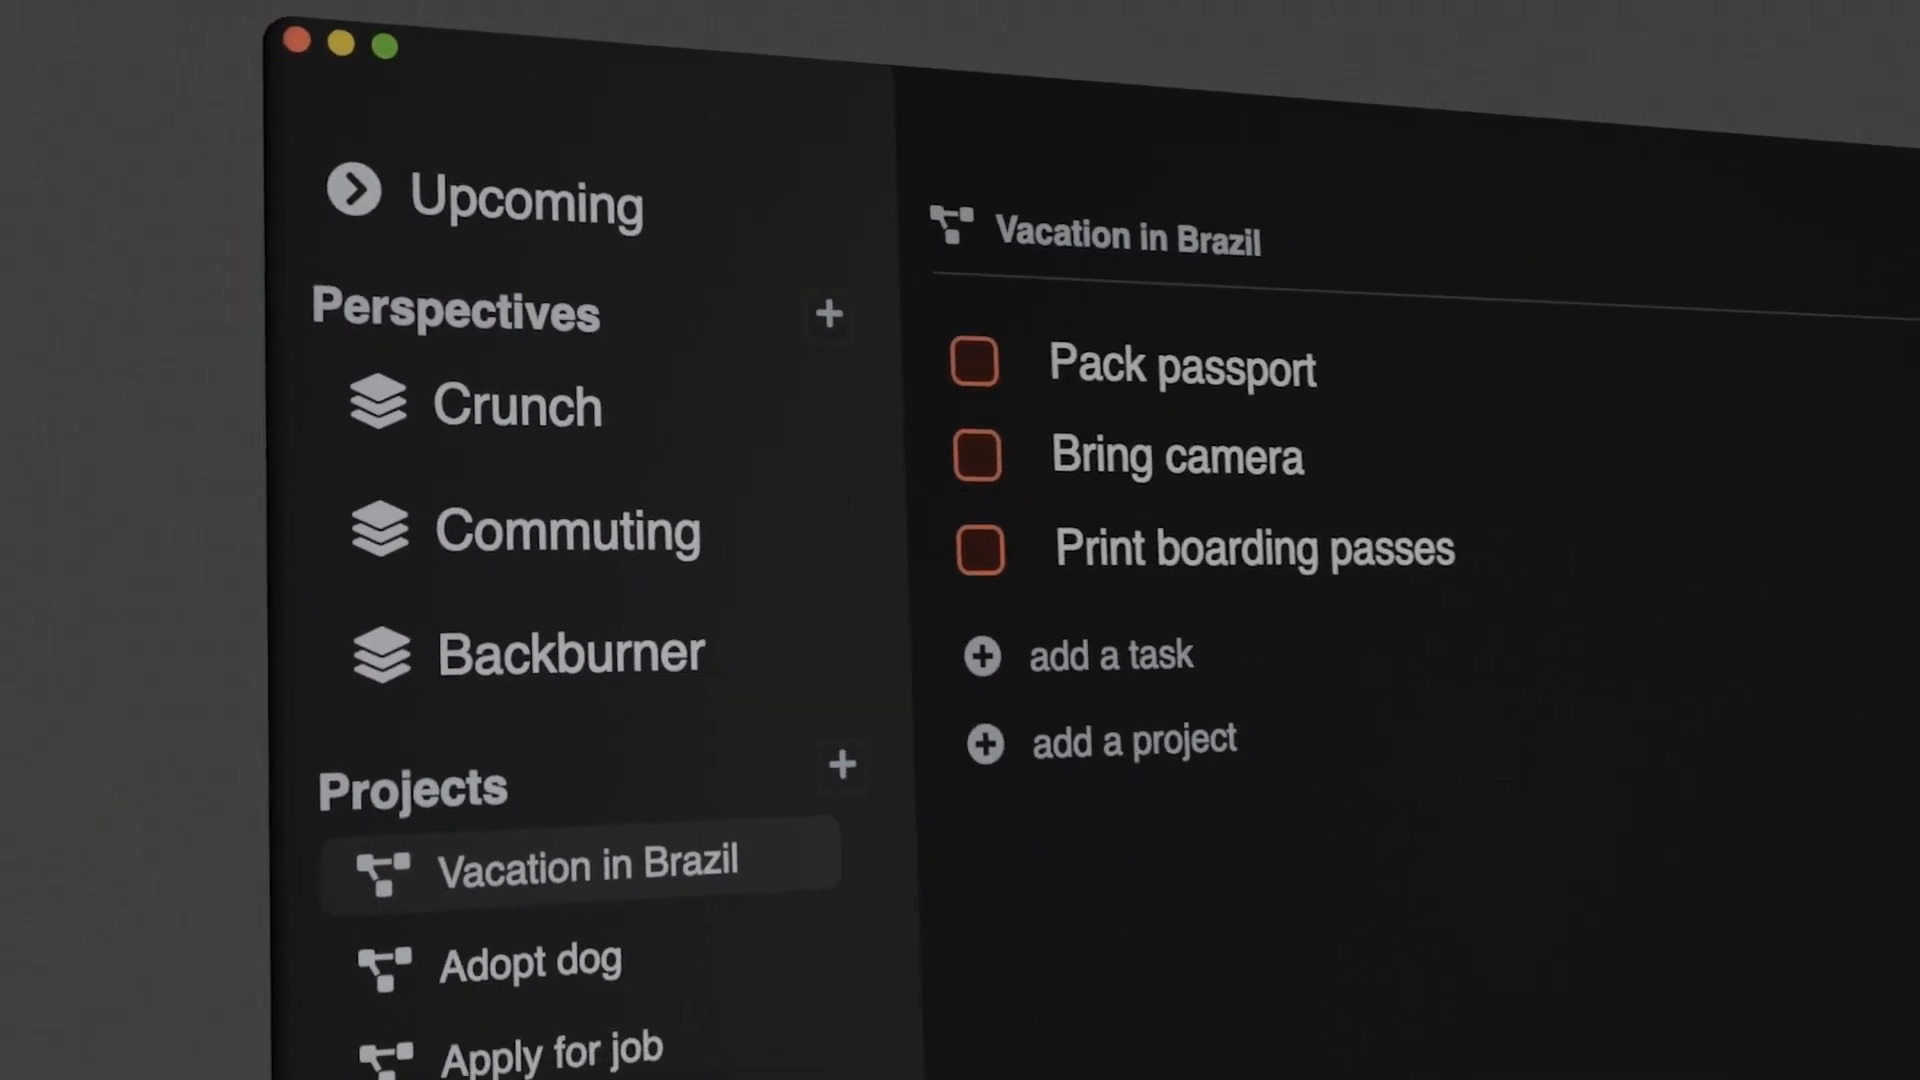 Upcoming
Perspectives
Crunch
Commuting
Backburner
Projects
Vacation in Brazil
Adopt dog
Apply for job
Vacation in Brazil
Pack passport
Bring camera
Print boarding passes
add a task
add a project